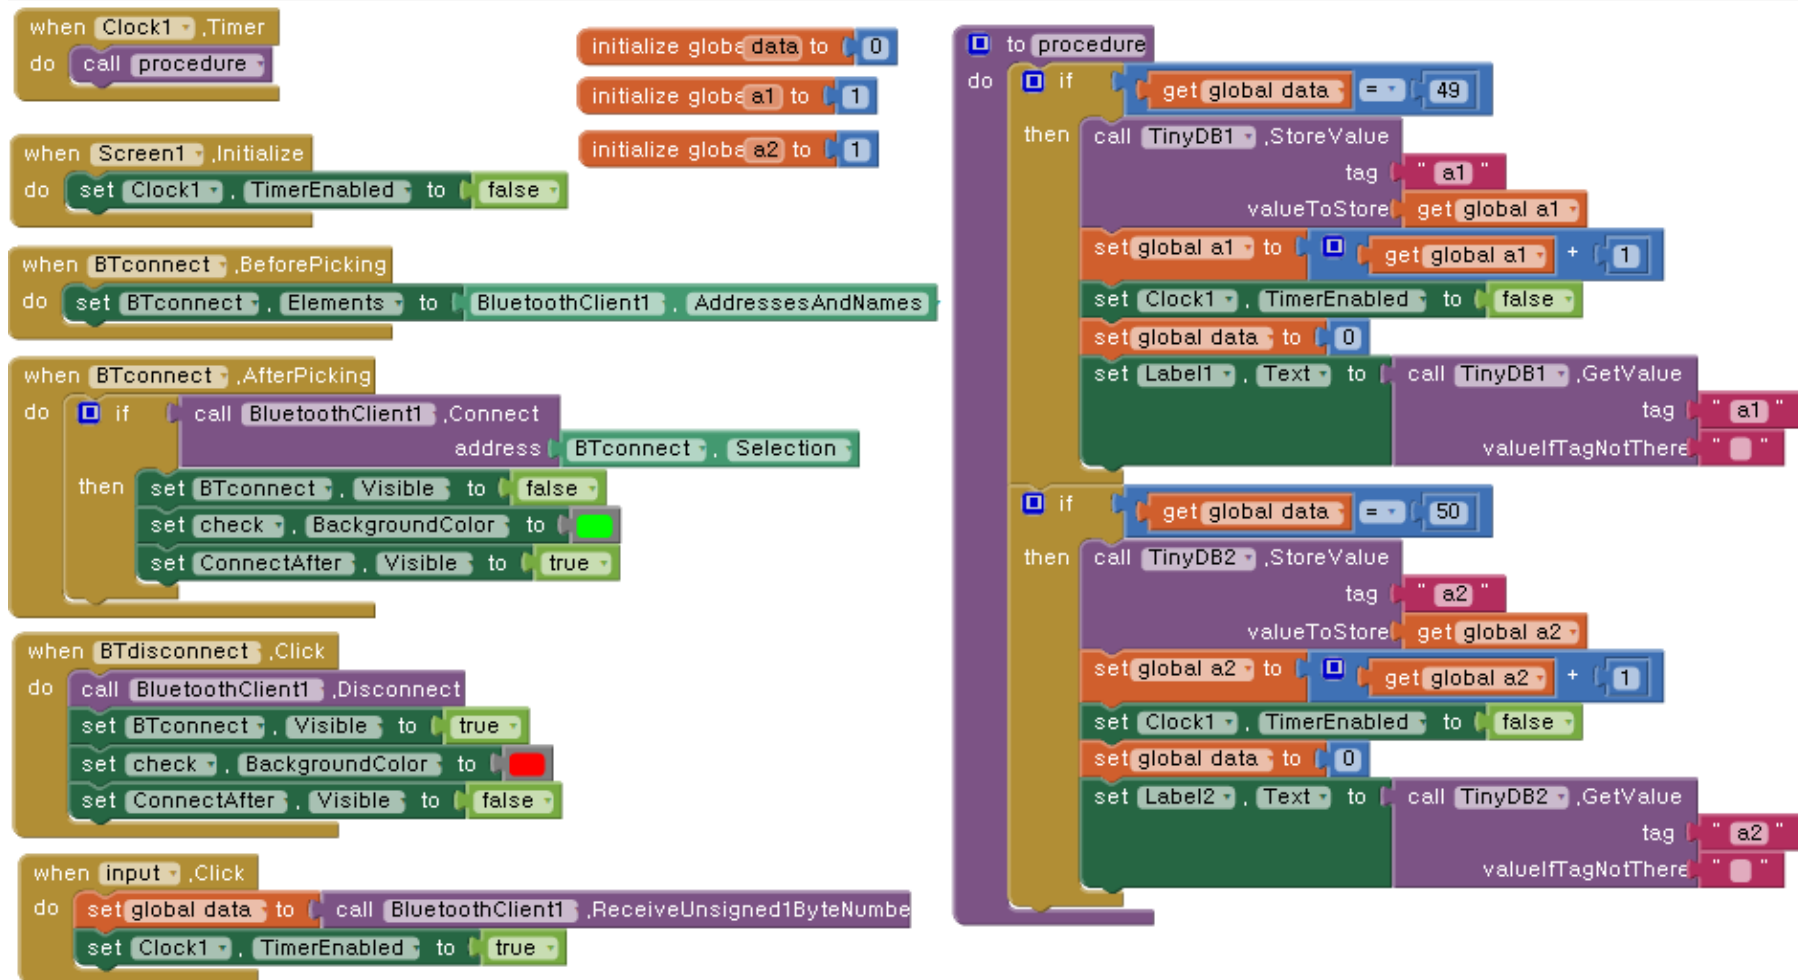 when Clock1 .Timer
do call procedure
when Screen1 .Initialize
do set Clock1 . TimerEnabled to false
when BTconnect .BeforePicking
do set BTconnect . Elements to BluetoothClient1 . AddressesAndNames
when BTconnect .AfterPicking
do if call BluetoothClient1 .Connect
address BTconnect . Selection
then set BTconnect . Visible to false
set check . BackgroundColor to
set ConnectAfter . Visible to true
when BTdisconnect .Click
do call BluetoothClient1 .Disconnect
set BTconnect . Visible to true
set check . BackgroundColor to
set ConnectAfter . Visible to false
when input .Click
do set global data to call BluetoothClient1 .ReceiveUnsigned1ByteNumbe
set Clock1 . TimerEnabled to true
initialize globa data to 0
initialize globa a1 to 1
initialize globa a2 to 1
to procedure
do if get global data = 49
then call TinyDB1 .StoreValue
tag " a1 "
valueToStore get global a1
set global a1 to get global a1 + 1
set Clock1 . TimerEnabled to false
set global data to 0
set Label1 . Text to call TinyDB1 .GetValue
tag " a1 "
valueIfTagNotThere " "
if get global data = 50
then call TinyDB2 .StoreValue
tag " a2 "
valueToStore get global a2
set global a2 to get global a2 + 1
set Clock1 . TimerEnabled to false
set global data to 0
set Label2 . Text to call TinyDB2 .GetValue
tag " a2 "
valueIfTagNotThere " "